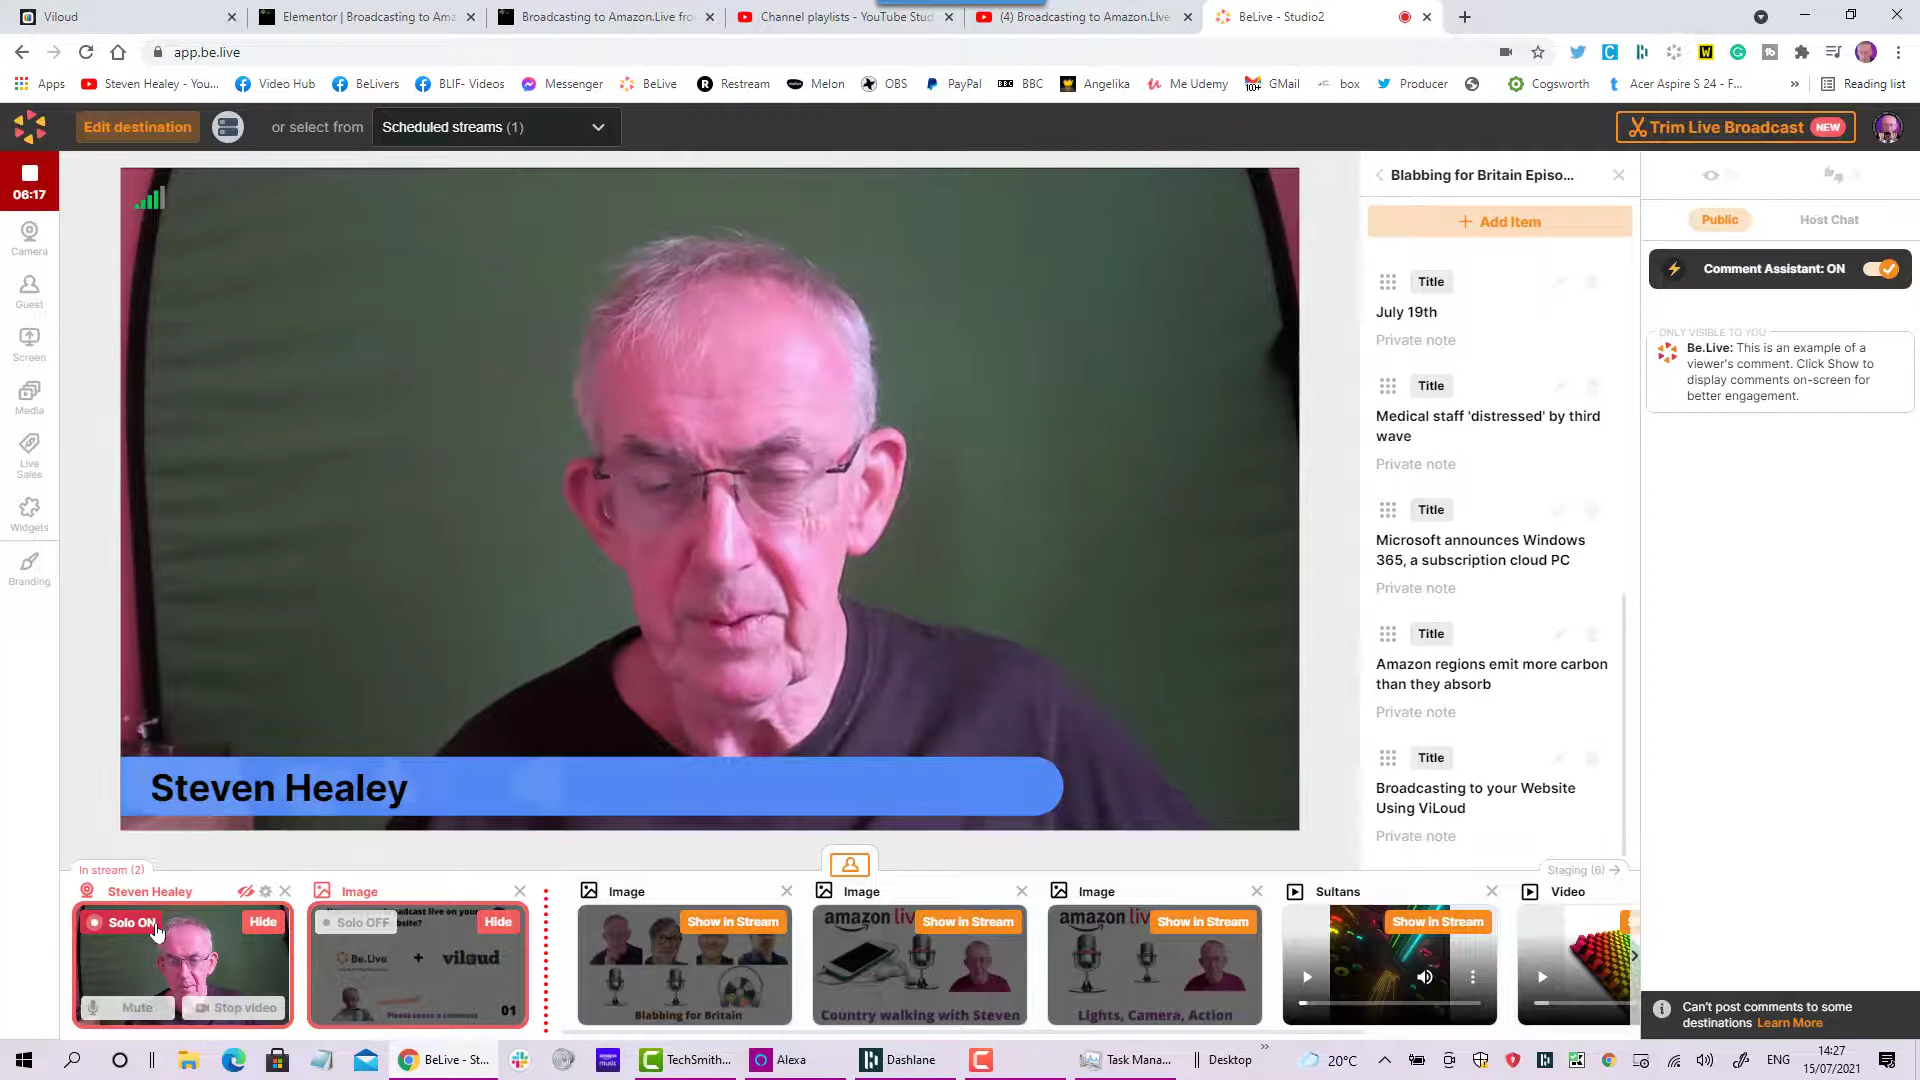 Viloud
Elementor | Broadcasting to Ama
Broadcasting to Amazon.Live fro
Channel playlists - YouTube Stud
(4) Broadcasting to Amazon.Live
BeLive - Studio2
app.be.live
Apps
Steven Healey - You...
Video Hub
BeLivers
BLIF- Videos
Messenger
BeLive
Restream
Melon
OBS
PayPal
BBC
Angelika
Me Udemy
GMail
box
Producer
Cogsworth
Acer Aspire S 24 - F...
»
Reading list
Edit destination
or select from
Scheduled streams (1)
Trim Live Broadcast NEW
06:17
Camera
Guest
Screen
Media
Live
Sales
Widgets
Branding
Steven Healey
Blabbing for Britain Episo...
+ Add Item
Title
July 19th
Private note
Title
Medical staff 'distressed' by third
wave
Private note
Title
Microsoft announces Windows
365, a subscription cloud PC
Private note
Title
Amazon regions emit more carbon
than they absorb
Private note
Title
Broadcasting to your Website
Using ViLoud
Private note
Public
Host Chat
Comment Assistant: ON
ONLY VISIBLE TO YOU
Be.Live: This is an example of a
viewer's comment. Click Show to
display comments on-screen for
better engagement.
In stream (2)
Staging (6)
Steven Healey
Solo ON
Hide
Mute
Stop video
Image
Solo OFF
Hide
Be.Live + viloud
Please Leave a comment
01
Image
Show in Stream
Blabbing for Britain
Image
amazon liv
Show in Stream
Country walking with Steven
Image
amazon liv
Show in Stream
Lights, Camera, Action
Sultans
Show in Stream
Video
Can't post comments to some
destinations Learn More
BeLive - St...
TechSmith...
Alexa
Dashlane
Task Mana...
Desktop
»
20°C
ENG
14:27
15/07/2021